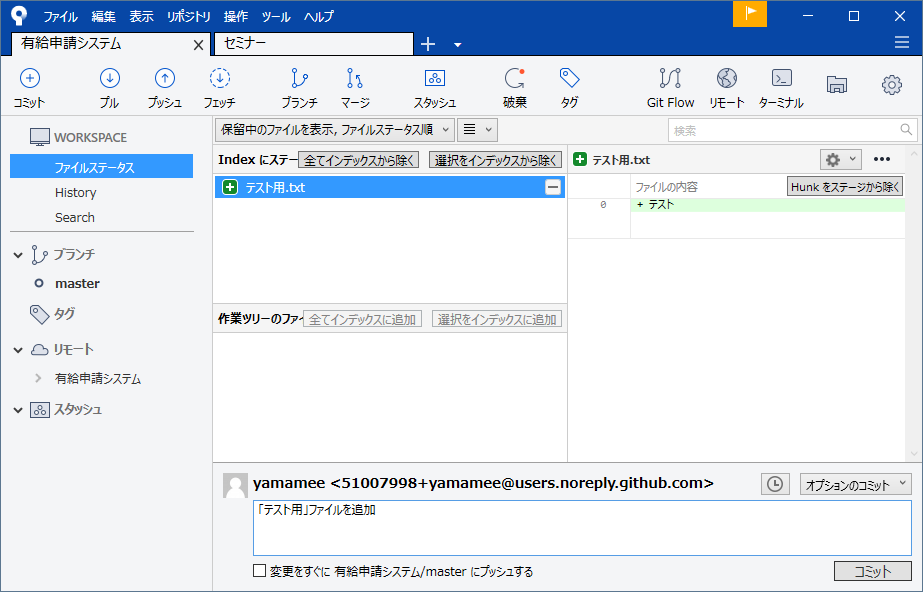 ファイル 編集 表示 リポジトリ 操作 ツール ヘルプ
有給申請システム セミナー
コミット プル プッシュ フェッチ ブランチ マージ スタッシュ 破棄 タグ Git Flow リモート ターミナル
WORKSPACE
ファイルステータス
History
Search
ブランチ
master
タグ
リモート
有給申請システム
スタッシュ
保留中のファイルを表示, ファイルステータス順
検索
Index にステー 全てインデックスから除く 選択をインデックスから除く
テスト用.txt
作業ツリーのファイ 全てインデックスに追加 選択をインデックスに追加
テスト用.txt
ファイルの内容 Hunk をステージから除く
0 + テスト
yamamee <51007998+yamamee@users.noreply.github.com>
オプションのコミット
「テスト用」ファイルを追加
変更をすぐに 有給申請システム/master にプッシュする
コミット